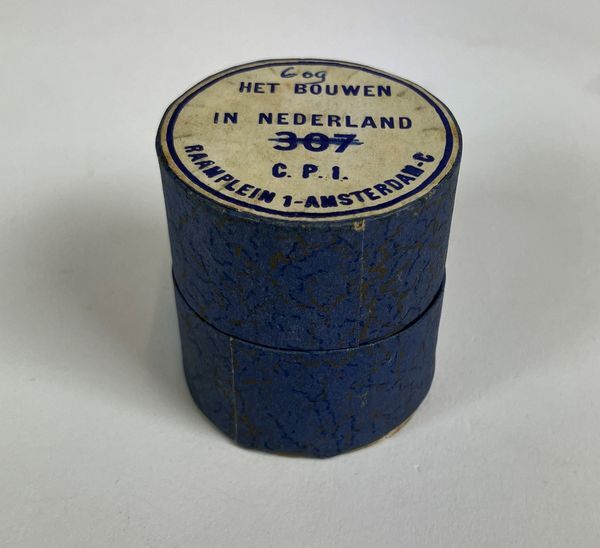 609
HET BOUWEN
IN NEDERLAND
307
C. P. I.
RAAMPLEIN 1-AMSTERDAM-C